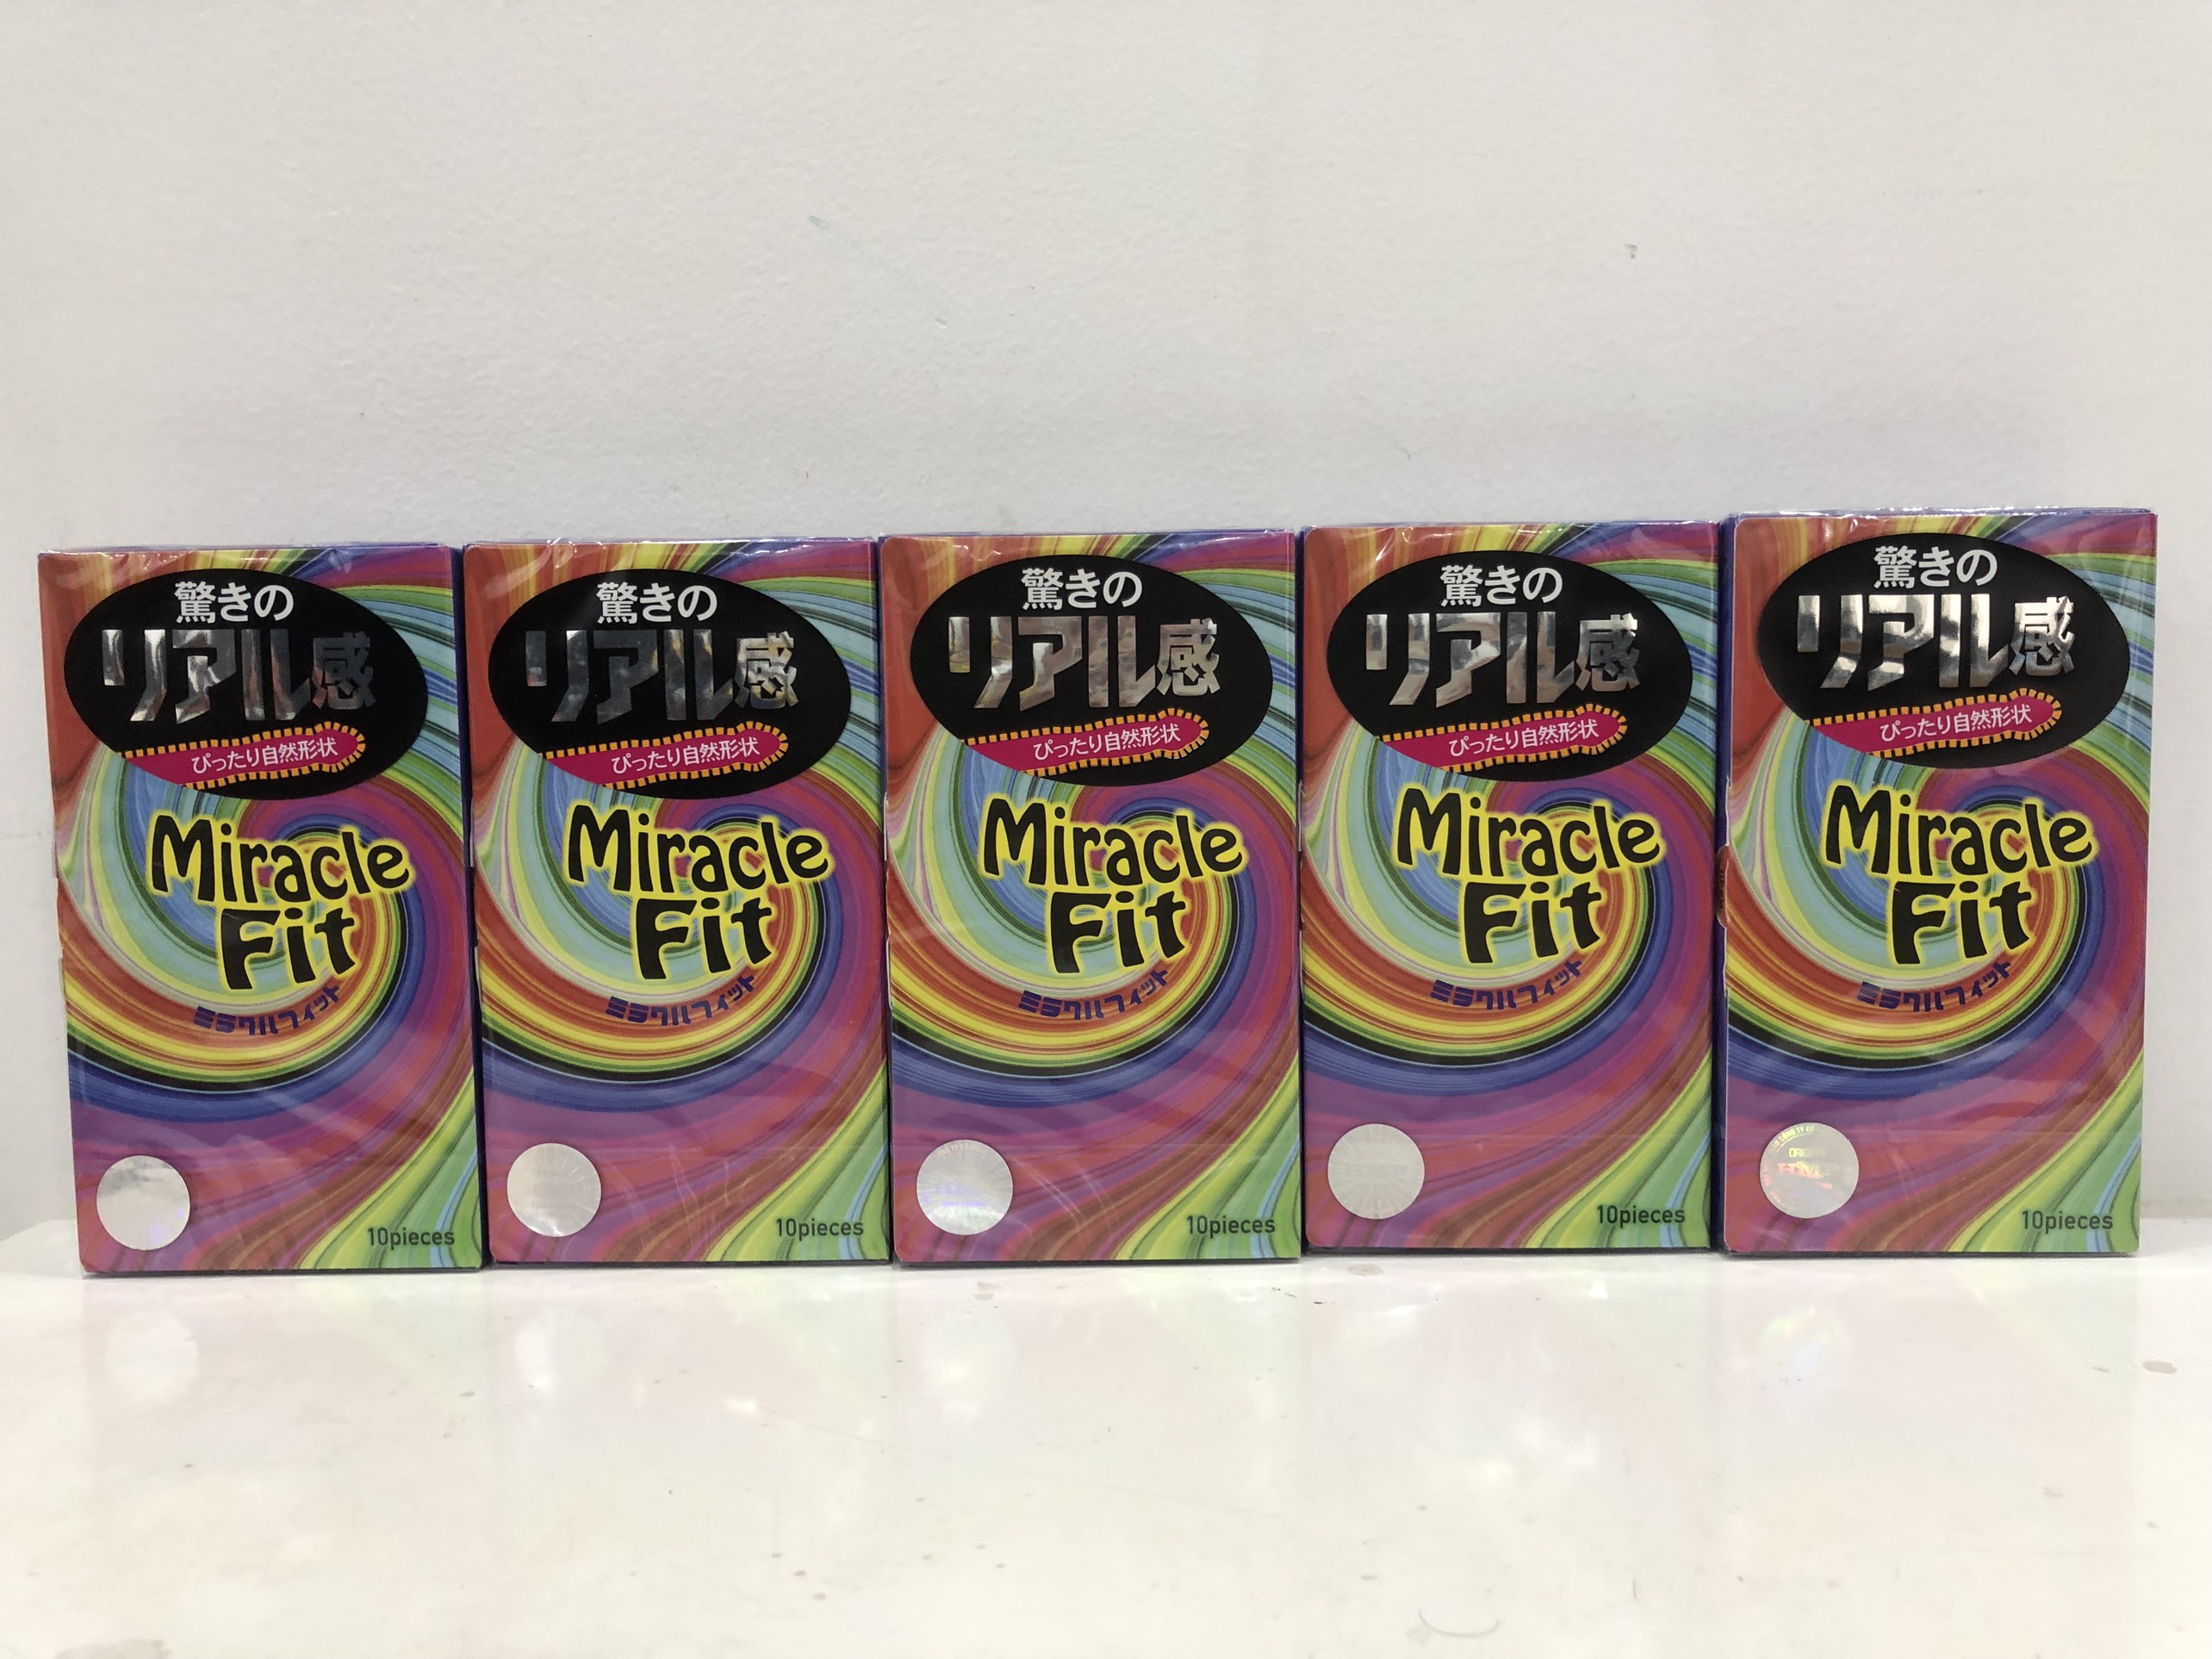 驚きの
リアル感
ぴったり自然形状
Miracle
Fit
ミラクルフィット
10pieces
驚きの
リアル感
ぴったり自然形状
Miracle
Fit
ミラクルフィット
10pieces
驚きの
リアル感
ぴったり自然形状
Miracle
Fit
ミラクルフィット
10pieces
驚きの
リアル感
ぴったり自然形状
Miracle
Fit
ミラクルフィット
10pieces
驚きの
リアル感
ぴったり自然形状
Miracle
Fit
ミラクルフィット
10pieces